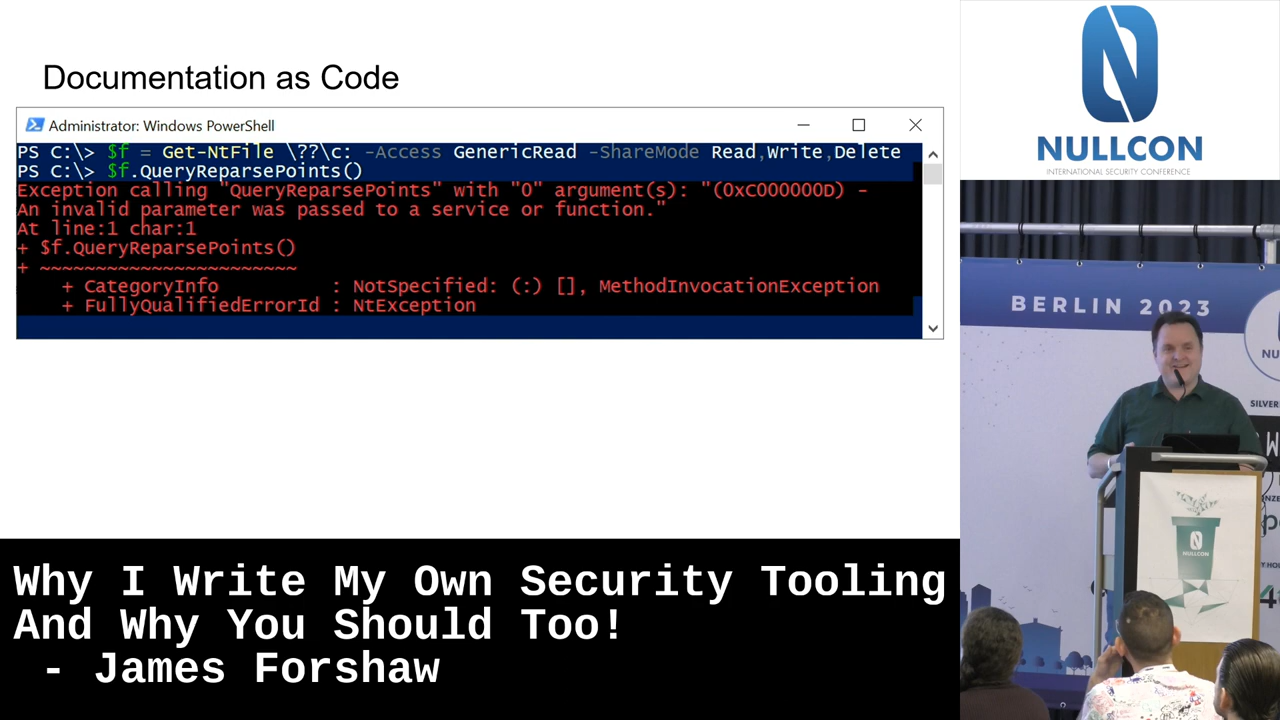 Documentation as Code
Administrator: Windows PowerShell
PS C:\> $f = Get-NtFile \??\c: -Access GenericRead -ShareMode Read,Write,Delete
PS C:\> $f.QueryReparsePoints()
Exception calling "QueryReparsePoints" with "0" argument(s): "(0xC000000D) -
An invalid parameter was passed to a service or function."
At line:1 char:1
+ $f.QueryReparsePoints()
+ ~~~~~~~~~~~~~~~~~~~~~~~
+ CategoryInfo : NotSpecified: (:) [], MethodInvocationException
+ FullyQualifiedErrorId : NtException
Why I Write My Own Security Tooling
And Why You Should Too!
- James Forshaw
NULLCON
INTERNATIONAL SECURITY CONFERENCE
BERLIN 2023
NU
SILVER
W
NULLCON